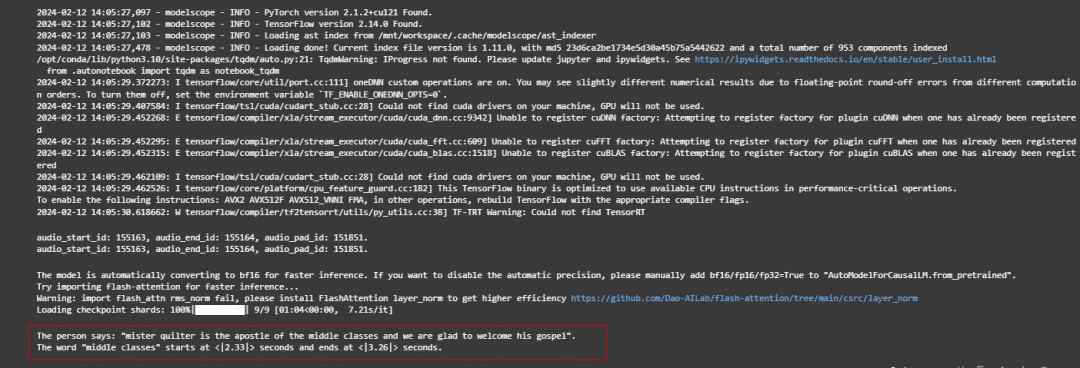 2024-02-12 14:05:27,097 - modelscope - INFO - PyTorch version 2.1.2+cu121 Found.
2024-02-12 14:05:27,102 - modelscope - INFO - TensorFlow version 2.14.0 Found.
2024-02-12 14:05:27,103 - modelscope - INFO - Loading ast index from /mnt/workspace/.cache/modelscope/ast_indexer
2024-02-12 14:05:27,478 - modelscope - INFO - Loading done! Current index file version is 1.11.0, with md5 23d6ca2be1734e5d30a45b75a5442622 and a total number of 953 components indexed
/opt/conda/lib/python3.10/site-packages/tqdm/auto.py:21: TqdmWarning: IProgress not found. Please update jupyter and ipywidgets. See https://ipywidgets.readthedocs.io/en/stable/user_install.html
from .autonotebook import tqdm as notebook_tqdm
2024-02-12 14:05:29.372273: I tensorflow/core/util/port.cc:111] oneDNN custom operations are on. You may see slightly different numerical results due to floating-point round-off errors from different computatio
n orders. To turn them off, set the environment variable `TF_ENABLE_ONEDNN_OPTS=0`.
2024-02-12 14:05:29.407584: I tensorflow/tsl/cuda/cudart_stub.cc:28] Could not find cuda drivers on your machine, GPU will not be used.
2024-02-12 14:05:29.452268: E tensorflow/compiler/xla/stream_executor/cuda/cuda_dnn.cc:9342] Unable to register cuDNN factory: Attempting to register factory for plugin cuDNN when one has already been registere
d
2024-02-12 14:05:29.452295: E tensorflow/compiler/xla/stream_executor/cuda/cuda_fft.cc:609] Unable to register cuFFT factory: Attempting to register factory for plugin cuFFT when one has already been registered
2024-02-12 14:05:29.452315: E tensorflow/compiler/xla/stream_executor/cuda/cuda_blas.cc:1518] Unable to register cuBLAS factory: Attempting to register factory for plugin cuBLAS when one has already been regist
ered
2024-02-12 14:05:29.462109: I tensorflow/tsl/cuda/cudart_stub.cc:28] Could not find cuda drivers on your machine, GPU will not be used.
2024-02-12 14:05:29.462526: I tensorflow/core/platform/cpu_feature_guard.cc:182] This TensorFlow binary is optimized to use available CPU instructions in performance-critical operations.
To enable the following instructions: AVX2 AVX512F AVX512_VNNI FMA, in other operations, rebuild TensorFlow with the appropriate compiler flags.
2024-02-12 14:05:30.618662: W tensorflow/compiler/tf2tensorrt/utils/py_utils.cc:38] TF-TRT Warning: Could not find TensorRT
audio_start_id: 155163, audio_end_id: 155164, audio_pad_id: 151851.
audio_start_id: 155163, audio_end_id: 155164, audio_pad_id: 151851.
The model is automatically converting to bf16 for faster inference. If you want to disable the automatic precision, please manually add bf16/fp16/fp32=True to "AutoModelForCausalLM.from_pretrained".
Try importing flash-attention for faster inference...
Warning: import flash_attn rms_norm fail, please install FlashAttention layer_norm to get higher efficiency https://github.com/Dao-AILab/flash-attention/tree/main/csrc/layer_norm
Loading checkpoint shards: 100%|██████████| 9/9 [01:04<00:00, 7.21s/it]
The person says: "mister quilter is the apostle of the middle classes and we are glad to welcome his gospel".
The word "middle classes" starts at <|2.33|> seconds and ends at <|3.26|> seconds.